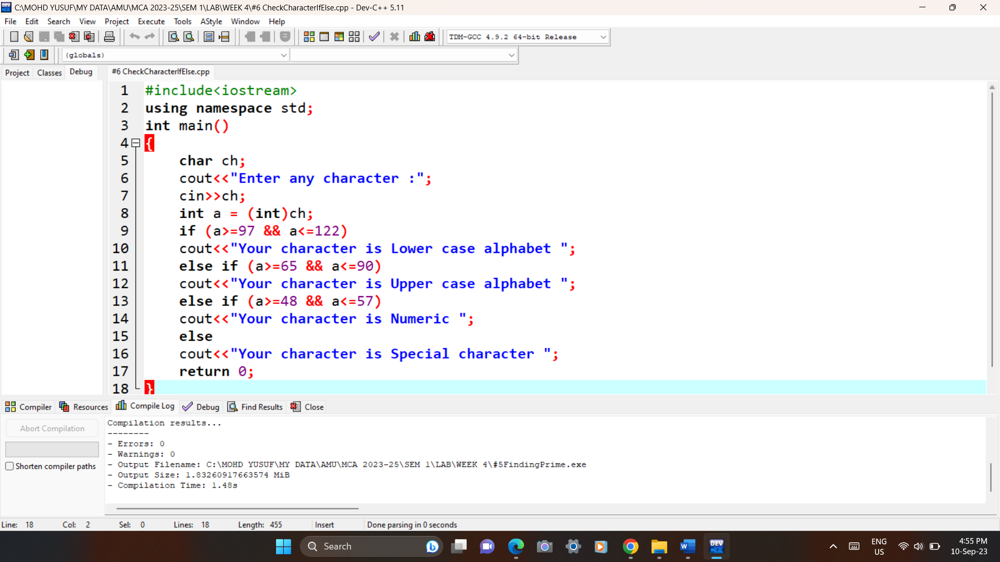 C:\MOHD YUSUF\MY DATA\AMU\MCA 2023-25\SEM 1\LAB\WEEK 4\#6 CheckCharacterIfElse.cpp - Dev-C++ 5.11
File Edit Search View Project Execute Tools AStyle Window Help
TDM-GCC 4.9.2 64-bit Release
(globals)
Project Classes Debug #6 CheckCharacterIfElse.cpp
1 #include<iostream>
2 using namespace std;
3 int main()
4 {
5 char ch;
6 cout<<"Enter any character :";
7 cin>>ch;
8 int a = (int)ch;
9 if (a>=97 && a<=122)
10 cout<<"Your character is Lower case alphabet ";
11 else if (a>=65 && a<=90)
12 cout<<"Your character is Upper case alphabet ";
13 else if (a>=48 && a<=57)
14 cout<<"Your character is Numeric ";
15 else
16 cout<<"Your character is Special character ";
17 return 0;
18 }
Compiler Resources Compile Log Debug Find Results Close
Abort Compilation
Shorten compiler paths
Compilation results...
--------
- Errors: 0
- Warnings: 0
- Output Filename: C:\MOHD YUSUF\MY DATA\AMU\MCA 2023-25\SEM 1\LAB\WEEK 4\#5FindingPrime.exe
- Output Size: 1.83260917663574 MiB
- Compilation Time: 1.48s
Line: 18 Col: 2 Sel: 0 Lines: 18 Length: 455 Insert Done parsing in 0 seconds
Search
W
DEV C++
ENG US
4:55 PM
10-Sep-23